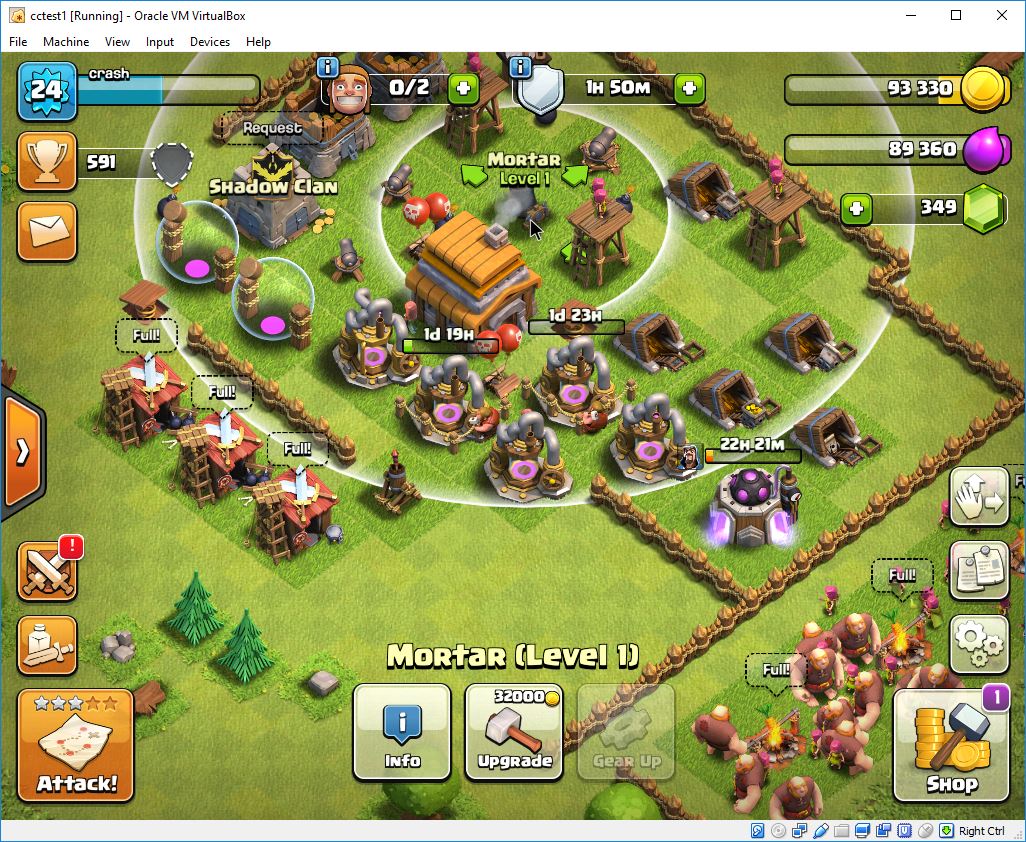 cctest1 [Running] - Oracle VM VirtualBox
File Machine View Input Devices Help
24
crash
0/2
1h 50m
93 330
591
Request
Shadow Clan
Mortar
Level 1
89 360
349
1d 19h
1d 23h
Full!
Full!
Full!
22h 21m
Full!
Full!
!
Mortar (Level 1)
Info
32000
Upgrade
Gear Up
Attack!
1
Shop
Right Ctrl